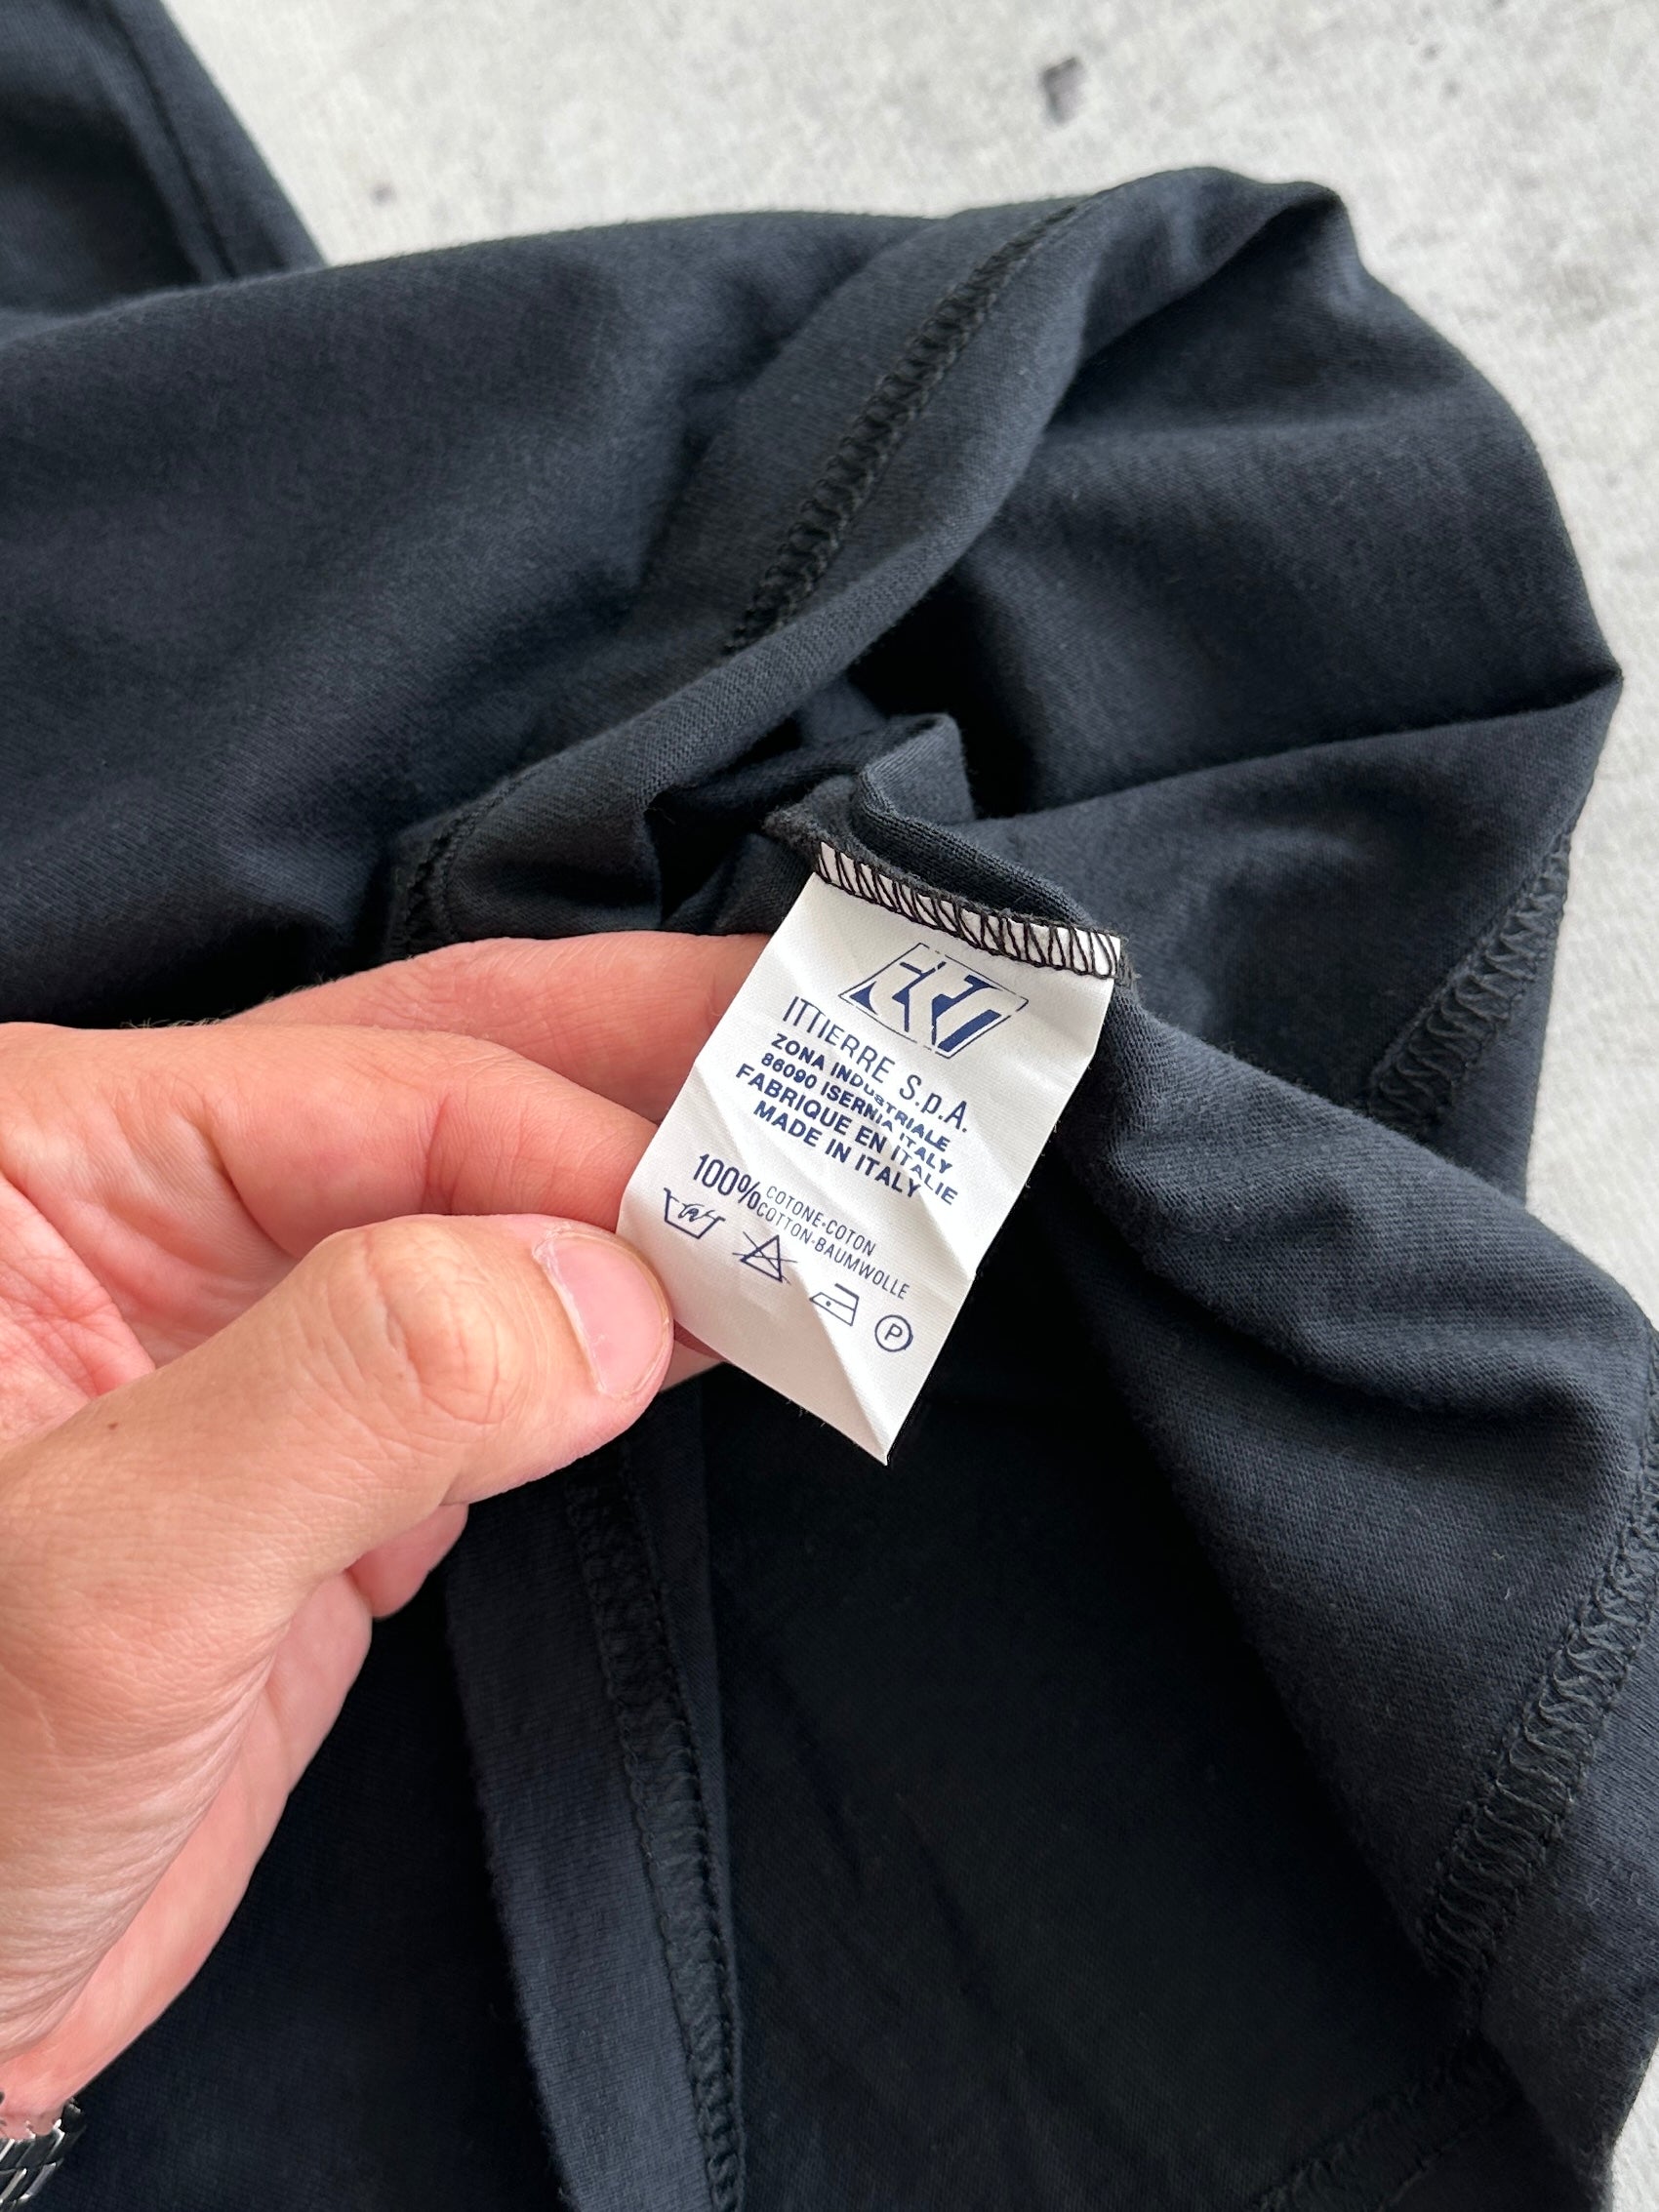 ITTIERRE S.p.A.
ZONA INDUSTRIALE
86090 ISERNIA ITALY
FABRIQUE EN ITALIE
MADE IN ITALY
100% COTONE-COTON
COTTON-BAUMWOLLE
P